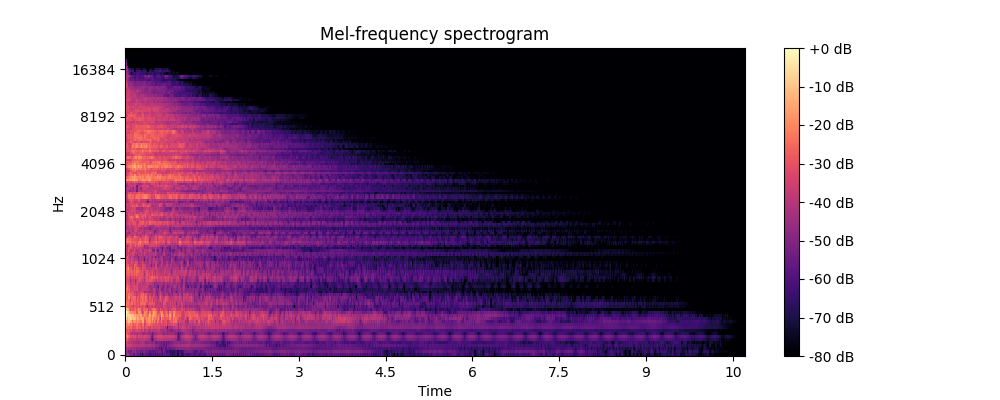 Mel-frequency spectrogram
Hz
16384
8192
4096
2048
1024
512
0
0 1.5 3 4.5 6 7.5 9 10
Time
+0 dB
-10 dB
-20 dB
-30 dB
-40 dB
-50 dB
-60 dB
-70 dB
-80 dB